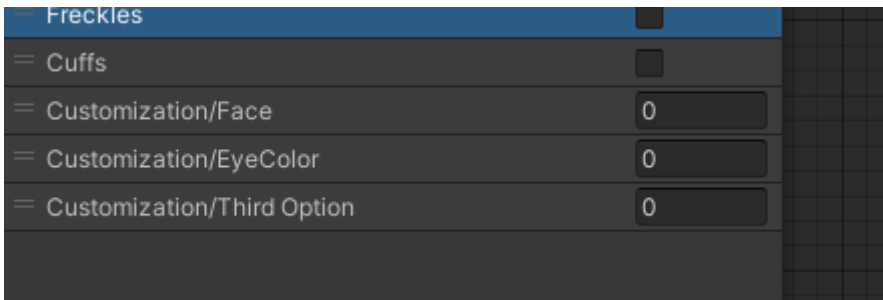 Freckles
Cuffs
Customization/Face 0
Customization/EyeColor 0
Customization/Third Option 0